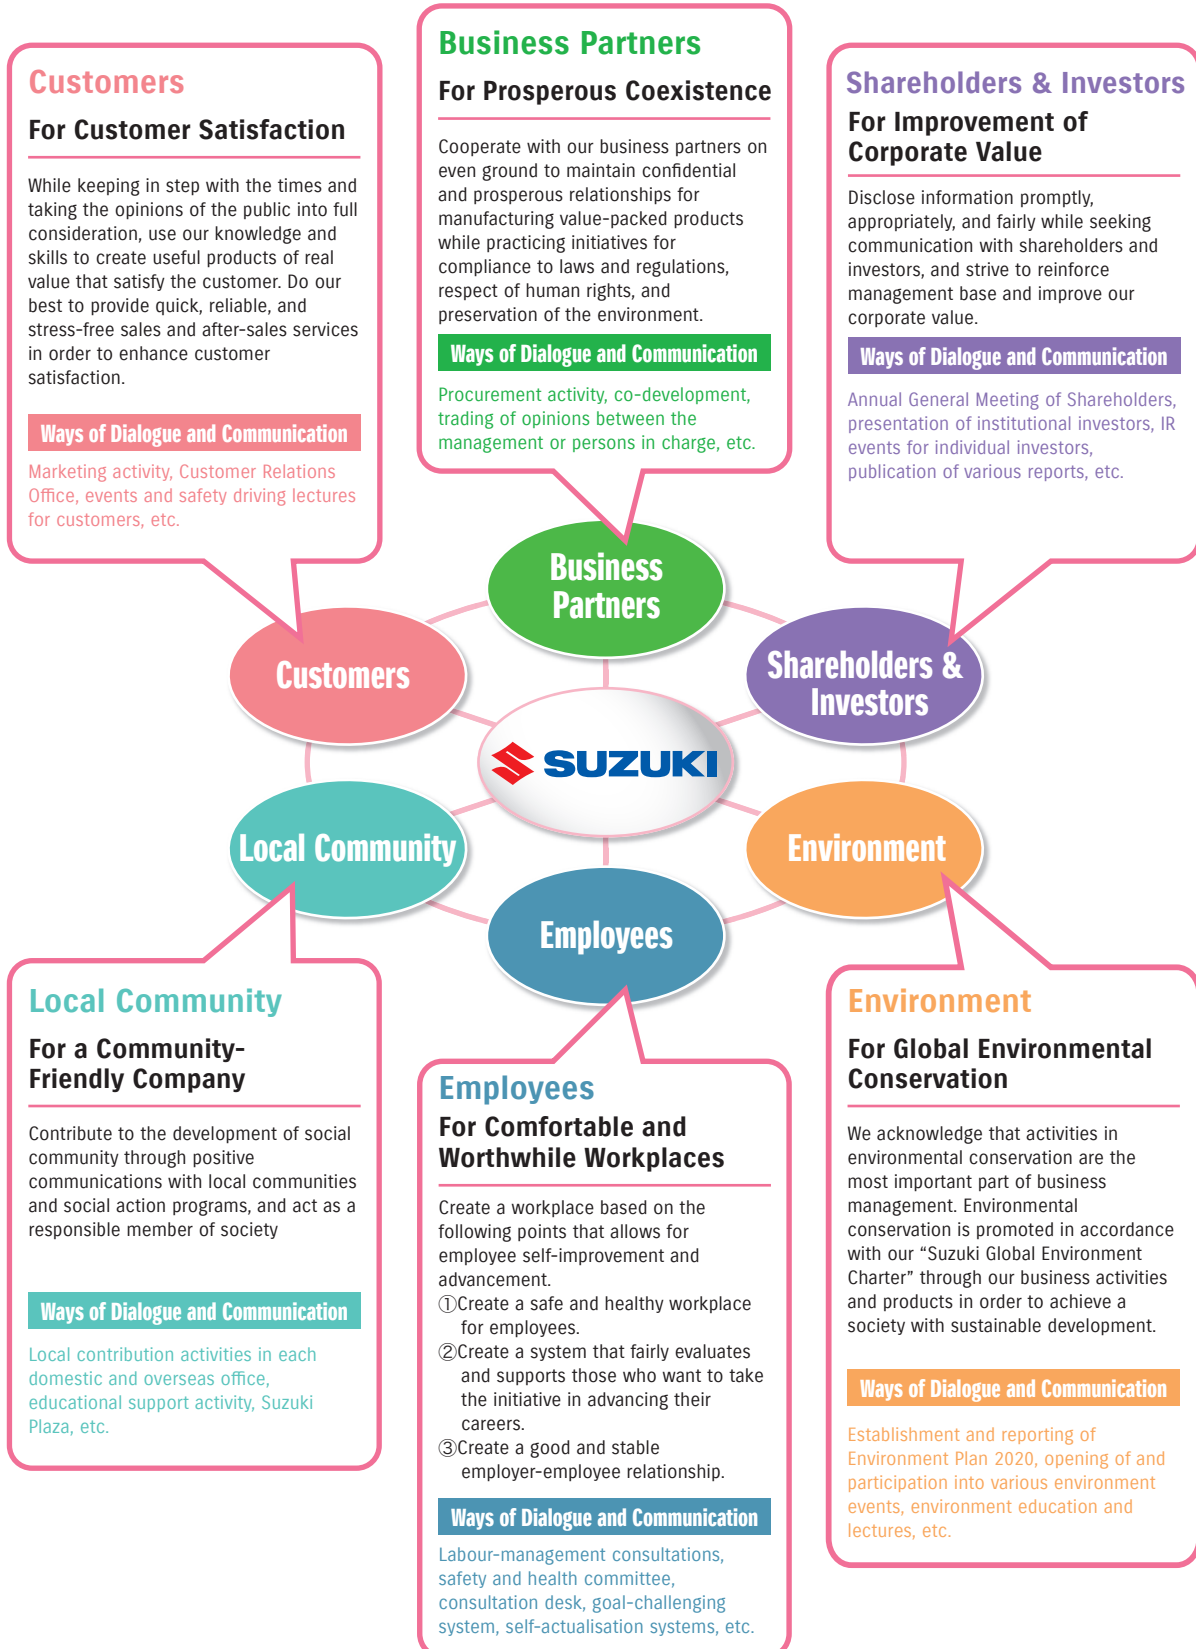 Customers
For Customer Satisfaction
While keeping in step with the times and
taking the opinions of the public into full
consideration, use our knowledge and
skills to create useful products of real
value that satisfy the customer. Do our
best to provide quick, reliable, and
stress-free sales and after-sales services
in order to enhance customer
satisfaction.
Ways of Dialogue and Communication
Marketing activity, Customer Relations
Office, events and safety driving lectures
for customers, etc.
Business Partners
For Prosperous Coexistence
Cooperate with our business partners on
even ground to maintain confidential
and prosperous relationships for
manufacturing value-packed products
while practicing initiatives for
compliance to laws and regulations,
respect of human rights, and
preservation of the environment.
Ways of Dialogue and Communication
Procurement activity, co-development,
trading of opinions between the
management or persons in charge, etc.
Shareholders & Investors
For Improvement of
Corporate Value
Disclose information promptly,
appropriately, and fairly while seeking
communication with shareholders and
investors, and strive to reinforce
management base and improve our
corporate value.
Ways of Dialogue and Communication
Annual General Meeting of Shareholders,
presentation of institutional investors, IR
events for individual investors,
publication of various reports, etc.
Business
Partners
Customers
Shareholders &
Investors
SUZUKI
Local Community
Environment
Employees
Local Community
For a Community-
Friendly Company
Contribute to the development of social
community through positive
communications with local communities
and social action programs, and act as a
responsible member of society
Ways of Dialogue and Communication
Local contribution activities in each
domestic and overseas office,
educational support activity, Suzuki
Plaza, etc.
Employees
For Comfortable and
Worthwhile Workplaces
Create a workplace based on the
following points that allows for
employee self-improvement and
advancement.
①Create a safe and healthy workplace
for employees.
②Create a system that fairly evaluates
and supports those who want to take
the initiative in advancing their
careers.
③Create a good and stable
employer-employee relationship.
Ways of Dialogue and Communication
Labour-management consultations,
safety and health committee,
consultation desk, goal-challenging
system, self-actualisation systems, etc.
Environment
For Global Environmental
Conservation
We acknowledge that activities in
environmental conservation are the
most important part of business
management. Environmental
conservation is promoted in accordance
with our “Suzuki Global Environment
Charter” through our business activities
and products in order to achieve a
society with sustainable development.
Ways of Dialogue and Communication
Establishment and reporting of
Environment Plan 2020, opening of and
participation into various environment
events, environment education and
lectures, etc.